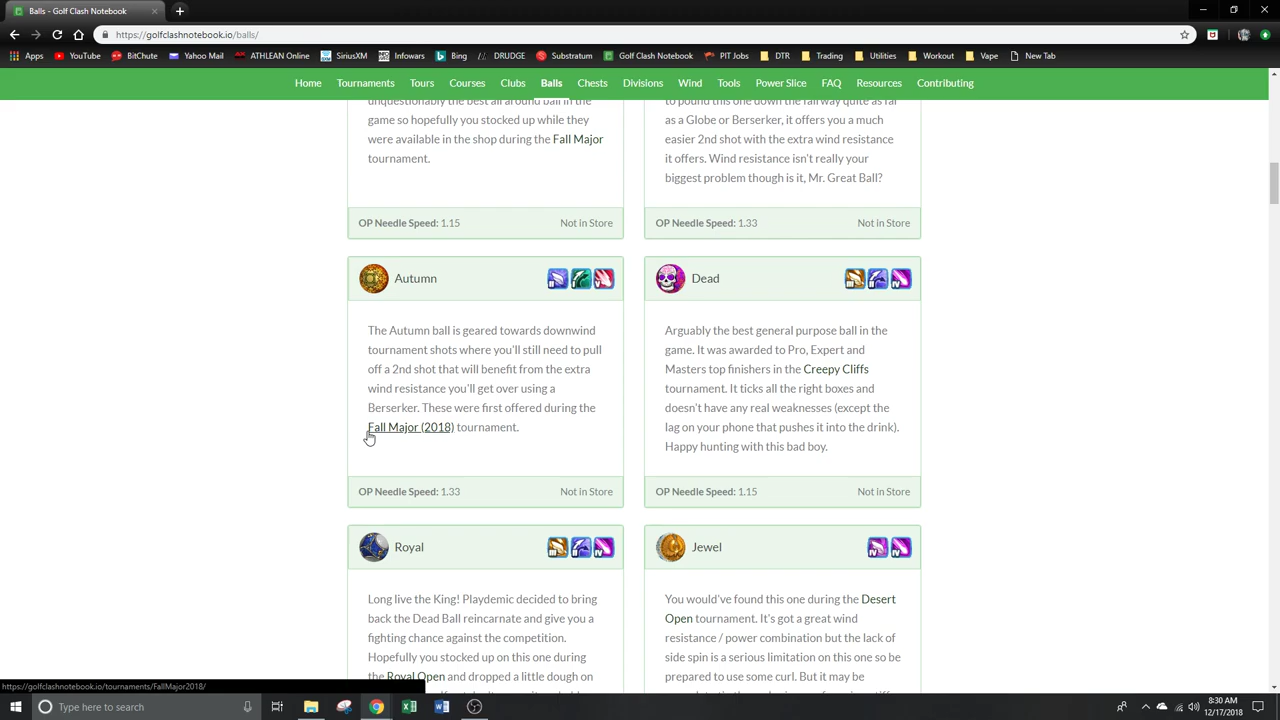 Balls - Golf Clash Notebook
https://golfclashnotebook.io/balls/
Apps YouTube BitChute Yahoo Mail ATHLEAN Online SiriusXM Infowars Bing DRUDGE Substratum Golf Clash Notebook PIT Jobs DTR Trading Utilities Workout Vape New Tab
Home Tournaments Tours Courses Clubs Balls Chests Divisions Wind Tools Power Slice FAQ Resources Contributing
unquestionably the best all around ball in the
game so hopefully you stocked up while they
were available in the shop during the Fall Major
tournament.
OP Needle Speed: 1.15 Not in Store
to pound this one down the fairway quite as far
as a Globe or Berserker, it offers you a much
easier 2nd shot with the extra wind resistance
it offers. Wind resistance isn't really your
biggest problem though is it, Mr. Great Ball?
OP Needle Speed: 1.33 Not in Store
Autumn
The Autumn ball is geared towards downwind
tournament shots where you'll still need to pull
off a 2nd shot that will benefit from the extra
wind resistance you'll get over using a
Berserker. These were first offered during the
Fall Major (2018) tournament.
OP Needle Speed: 1.33 Not in Store
Dead
Arguably the best general purpose ball in the
game. It was awarded to Pro, Expert and
Masters top finishers in the Creepy Cliffs
tournament. It ticks all the right boxes and
doesn't have any real weaknesses (except the
lag on your phone that pushes it into the drink).
Happy hunting with this bad boy.
OP Needle Speed: 1.15 Not in Store
Royal
Long live the King! Playdemic decided to bring
back the Dead Ball reincarnate and give you a
fighting chance against the competition.
Hopefully you stocked up on this one during
the Royal Open and dropped a little dough on
Jewel
You would've found this one during the Desert
Open tournament. It's got a great wind
resistance / power combination but the lack of
side spin is a serious limitation on this one so be
prepared to use some curl. But it may be
https://golfclashnotebook.io/tournaments/FallMajor2018/
Type here to search
8:30 AM
12/17/2018